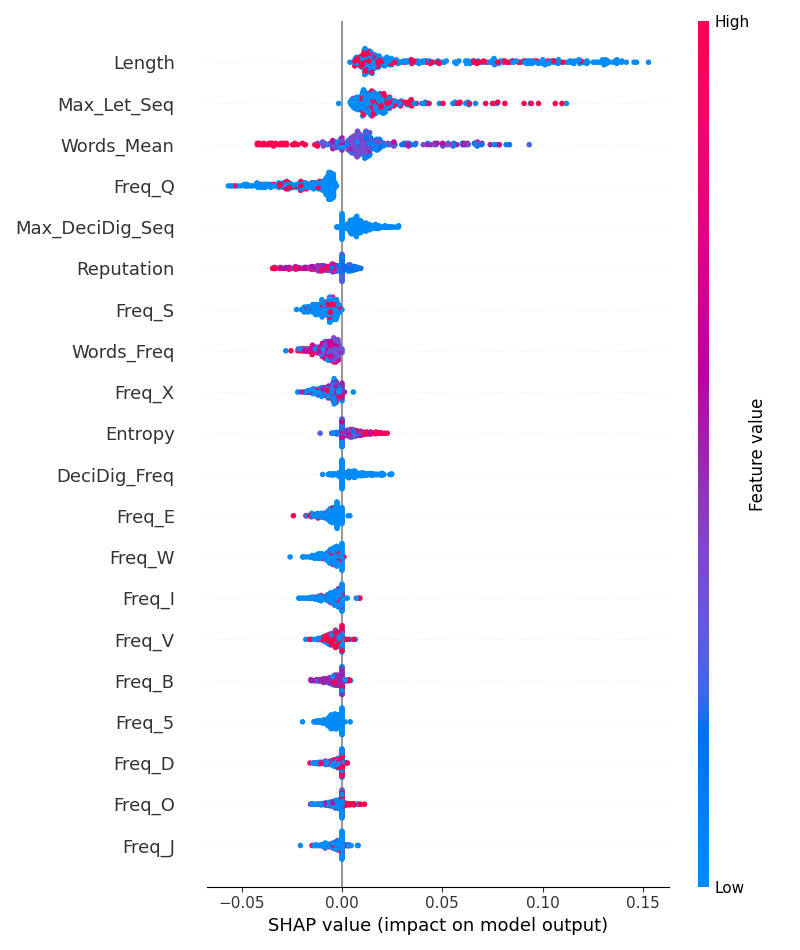 High
Length
Max_Let_Seq
Words_Mean
Freq_Q
Max_DeciDig_Seq
Reputation
Freq_S
Words_Freq
Freq_X
Entropy
DeciDig_Freq
Freq_E
Freq_W
Freq_I
Freq_V
Freq_B
Freq_5
Freq_D
Freq_O
Freq_J
Feature value
Low
−0.05 0.00 0.05 0.10 0.15
SHAP value (impact on model output)